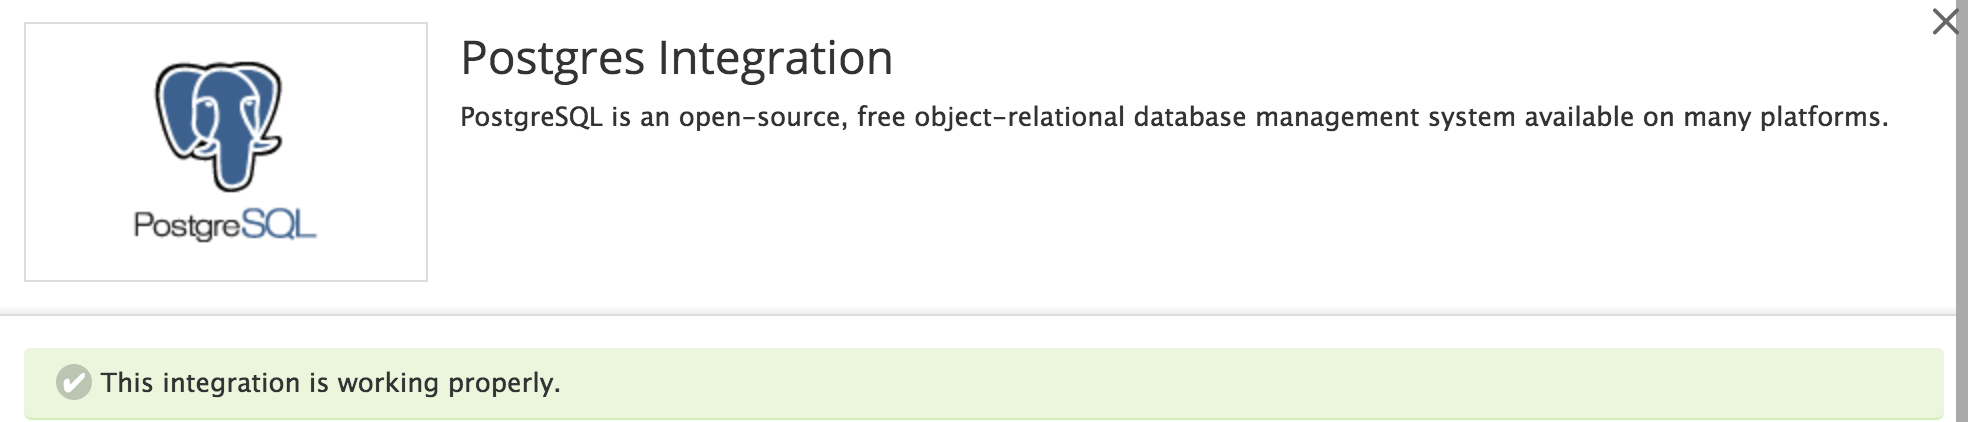 Postgres Integration
PostgreSQL is an open-source, free object-relational database management system available on many platforms.
PostgreSQL
This integration is working properly.